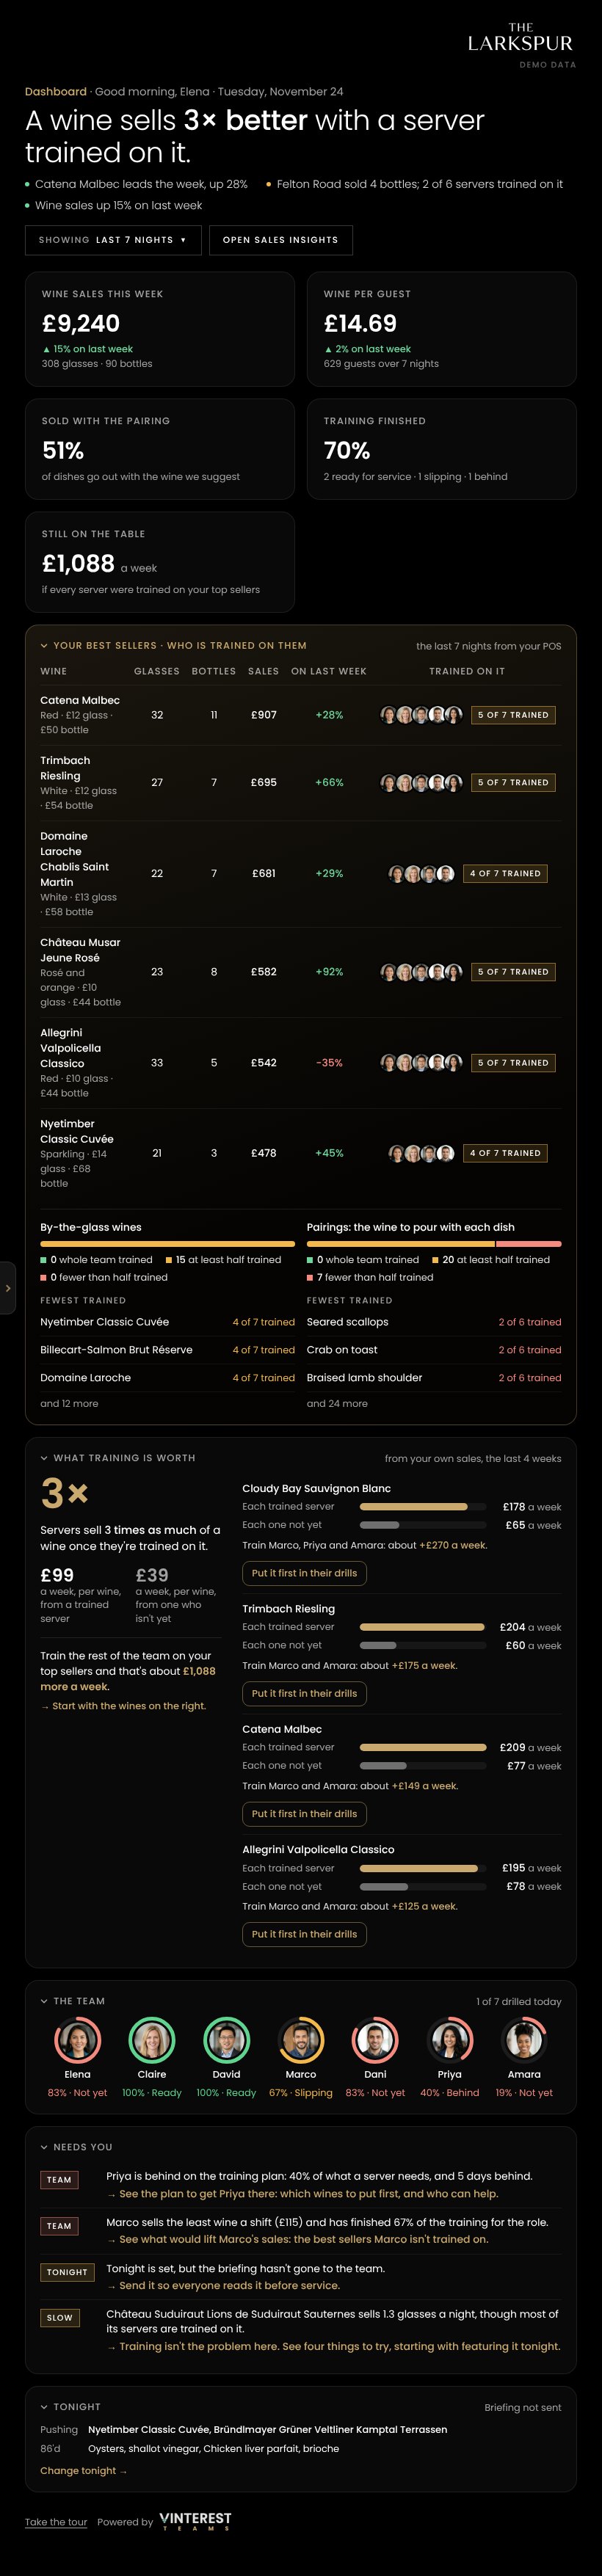 THE
LARKSPUR
DEMO DATA
Dashboard · Good morning, Elena · Tuesday, November 24
A wine sells 3× better with a server
trained on it.
Catena Malbec leads the week, up 28%
Felton Road sold 4 bottles; 2 of 6 servers trained on it
Wine sales up 15% on last week
SHOWING LAST 7 NIGHTS ▼
OPEN SALES INSIGHTS
WINE SALES THIS WEEK
£9,240
▲ 15% on last week
308 glasses · 90 bottles
WINE PER GUEST
£14.69
▲ 2% on last week
629 guests over 7 nights
SOLD WITH THE PAIRING
51%
of dishes go out with the wine we suggest
TRAINING FINISHED
70%
2 ready for service · 1 slipping · 1 behind
STILL ON THE TABLE
£1,088 a week
if every server were trained on your top sellers
YOUR BEST SELLERS · WHO IS TRAINED ON THEM
the last 7 nights from your POS
WINE GLASSES BOTTLES SALES ON LAST WEEK TRAINED ON IT
Catena Malbec
Red · £12 glass ·
£50 bottle
32 11 £907 +28% 5 OF 7 TRAINED
Trimbach
Riesling
White · £12 glass
· £54 bottle
27 7 £695 +66% 5 OF 7 TRAINED
Domaine
Laroche
Chablis Saint
Martin
White · £13 glass
· £58 bottle
22 7 £681 +29% 4 OF 7 TRAINED
Château Musar
Jeune Rosé
Rosé and
orange · £10
glass · £44 bottle
23 8 £582 +92% 5 OF 7 TRAINED
Allegrini
Valpolicella
Classico
Red · £10 glass ·
£44 bottle
33 5 £542 -35% 5 OF 7 TRAINED
Nyetimber
Classic Cuvée
Sparkling · £14
glass · £68
bottle
21 3 £478 +45% 4 OF 7 TRAINED
By-the-glass wines
0 whole team trained 15 at least half trained
0 fewer than half trained
FEWEST TRAINED
Nyetimber Classic Cuvée 4 of 7 trained
Billecart-Salmon Brut Réserve 4 of 7 trained
Domaine Laroche 4 of 7 trained
and 12 more
Pairings: the wine to pour with each dish
0 whole team trained 20 at least half trained
7 fewer than half trained
FEWEST TRAINED
Seared scallops 2 of 6 trained
Crab on toast 2 of 6 trained
Braised lamb shoulder 2 of 6 trained
and 24 more
WHAT TRAINING IS WORTH
from your own sales, the last 4 weeks
3×
Servers sell 3 times as much of a
wine once they're trained on it.
£99
a week, per wine,
from a trained
server
£39
a week, per wine,
from one who
isn't yet
Train the rest of the team on your
top sellers and that's about £1,088
more a week.
→ Start with the wines on the right.
Cloudy Bay Sauvignon Blanc
Each trained server £178 a week
Each one not yet £65 a week
Train Marco, Priya and Amara: about +£270 a week.
Put it first in their drills
Trimbach Riesling
Each trained server £204 a week
Each one not yet £60 a week
Train Marco and Amara: about +£175 a week.
Put it first in their drills
Catena Malbec
Each trained server £209 a week
Each one not yet £77 a week
Train Marco and Amara: about +£149 a week.
Put it first in their drills
Allegrini Valpolicella Classico
Each trained server £195 a week
Each one not yet £78 a week
Train Marco and Amara: about +£125 a week.
Put it first in their drills
THE TEAM
1 of 7 drilled today
Elena Claire David Marco Dani Priya Amara
83% · Not yet 100% · Ready 100% · Ready 67% · Slipping 83% · Not yet 40% · Behind 19% · Not yet
NEEDS YOU
TEAM
Priya is behind on the training plan: 40% of what a server needs, and 5 days behind.
→ See the plan to get Priya there: which wines to put first, and who can help.
TEAM
Marco sells the least wine a shift (£115) and has finished 67% of the training for the role.
→ See what would lift Marco's sales: the best sellers Marco isn't trained on.
TONIGHT
Tonight is set, but the briefing hasn't gone to the team.
→ Send it so everyone reads it before service.
SLOW
Château Suduiraut Lions de Suduiraut Sauternes sells 1.3 glasses a night, though most of
its servers are trained on it.
→ Training isn't the problem here. See four things to try, starting with featuring it tonight.
TONIGHT
Briefing not sent
Pushing Nyetimber Classic Cuvée, Bründlmayer Grüner Veltliner Kamptal Terrassen
86'd Oysters, shallot vinegar, Chicken liver parfait, brioche
Change tonight →
Take the tour Powered by VINTEREST
TEAMS